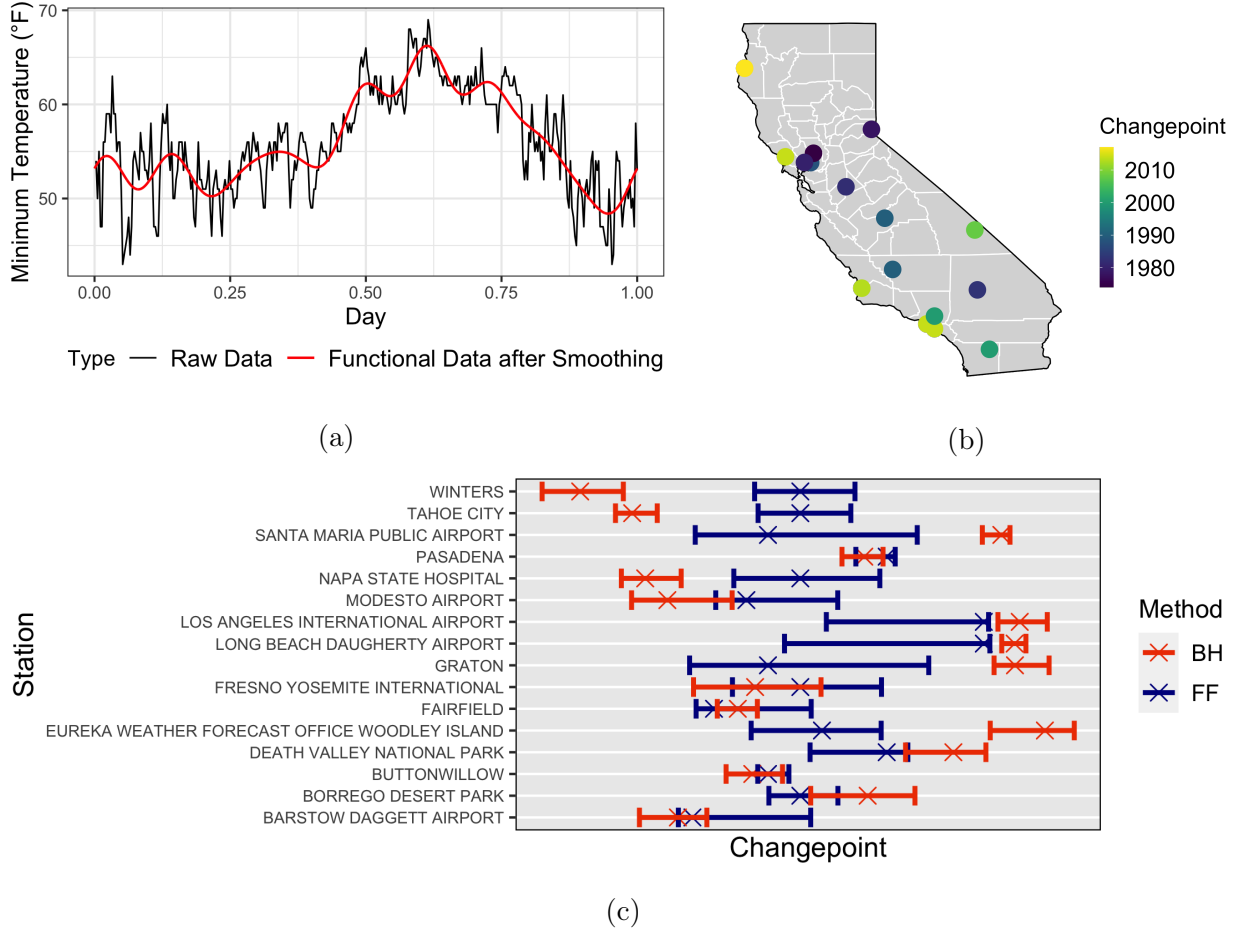 Minimum Temperature (°F)
70
60
50
0.00 0.25 0.50 0.75 1.00
Day
Type Raw Data Functional Data after Smoothing
(a)
Changepoint
2010
2000
1990
1980
(b)
Station
WINTERS
TAHOE CITY
SANTA MARIA PUBLIC AIRPORT
PASADENA
NAPA STATE HOSPITAL
MODESTO AIRPORT
LOS ANGELES INTERNATIONAL AIRPORT
LONG BEACH DAUGHERTY AIRPORT
GRATON
FRESNO YOSEMITE INTERNATIONAL
FAIRFIELD
EUREKA WEATHER FORECAST OFFICE WOODLEY ISLAND
DEATH VALLEY NATIONAL PARK
BUTTONWILLOW
BORREGO DESERT PARK
BARSTOW DAGGETT AIRPORT
Changepoint
Method
BH
FF
(c)